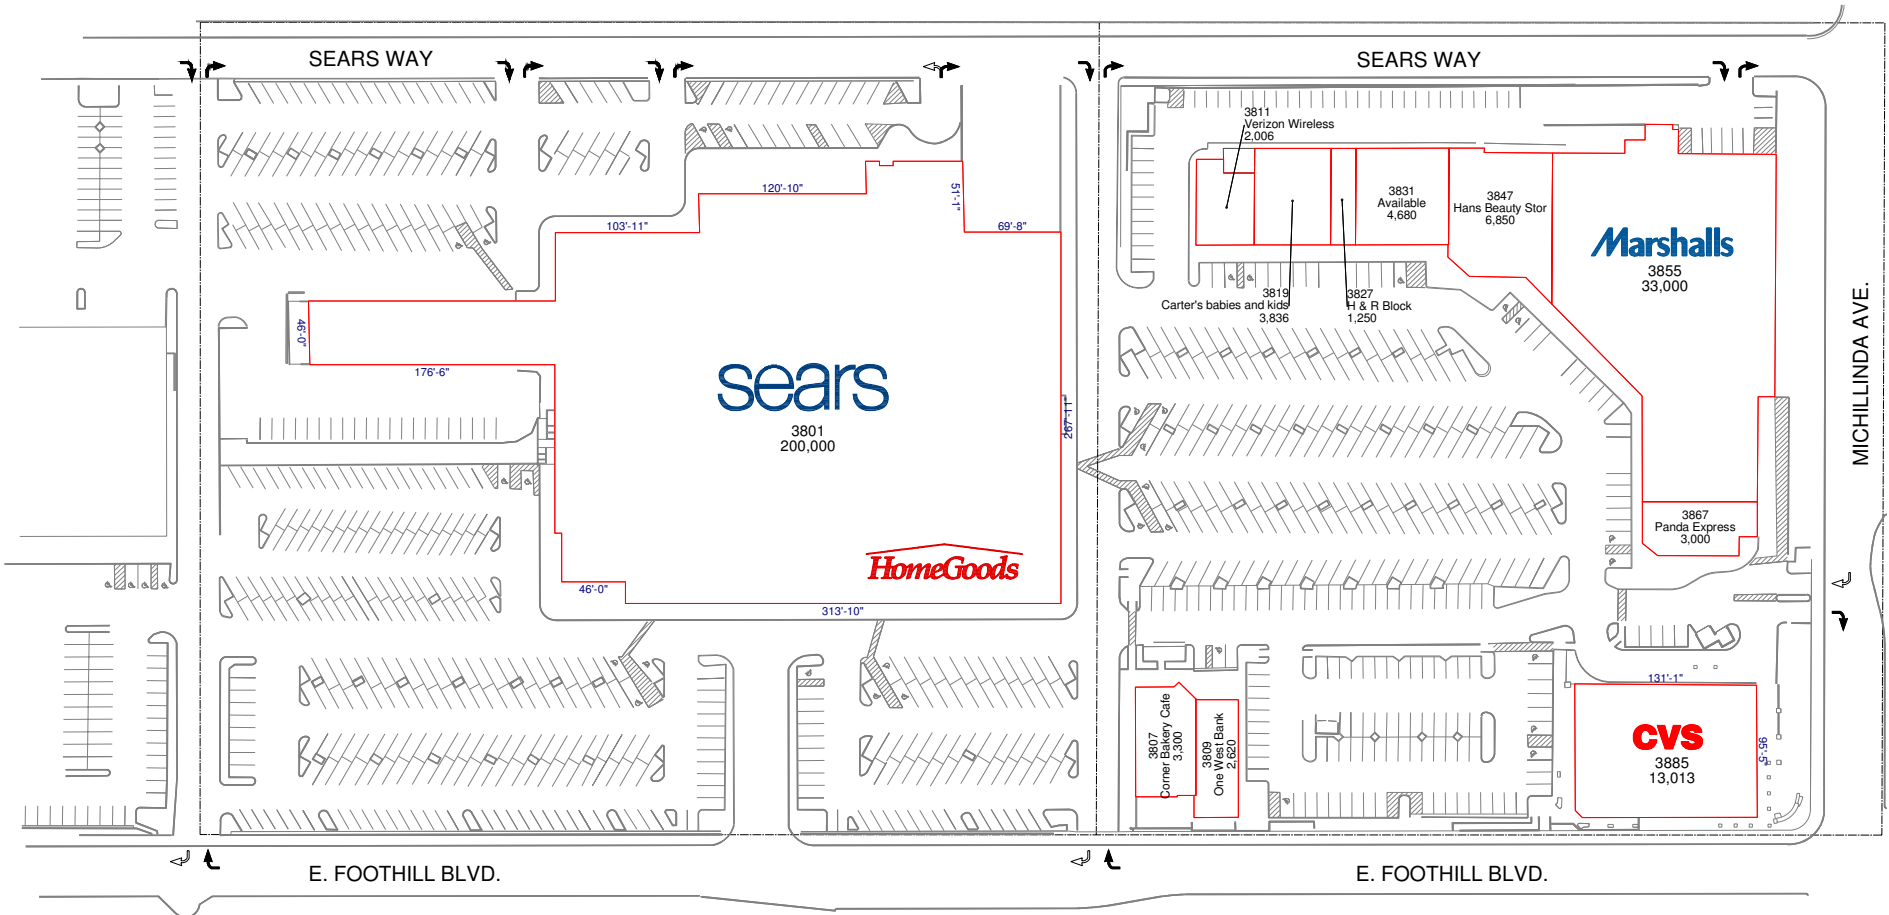 SEARS WAY
SEARS WAY
3811
Verizon Wireless
2,006
120'-10"
51'-1"
103'-11"
69'-8"
3831
Available
4,680
3847
Hans Beauty Stor
6,850
Marshalls
3855
33,000
3819
Carter's babies and kids
3,836
3827
H & R Block
1,250
46'-0"
176'-6"
sears
3801
200,000
267'-11"
MICHILLINDA AVE.
3867
Panda Express
3,000
HomeGoods
46'-0"
313'-10"
3807
Corner Bakery Cafe
3,300
3809
One West Bank
2,620
131'-1"
95'-5"
CVS
3885
13,013
E. FOOTHILL BLVD.
E. FOOTHILL BLVD.